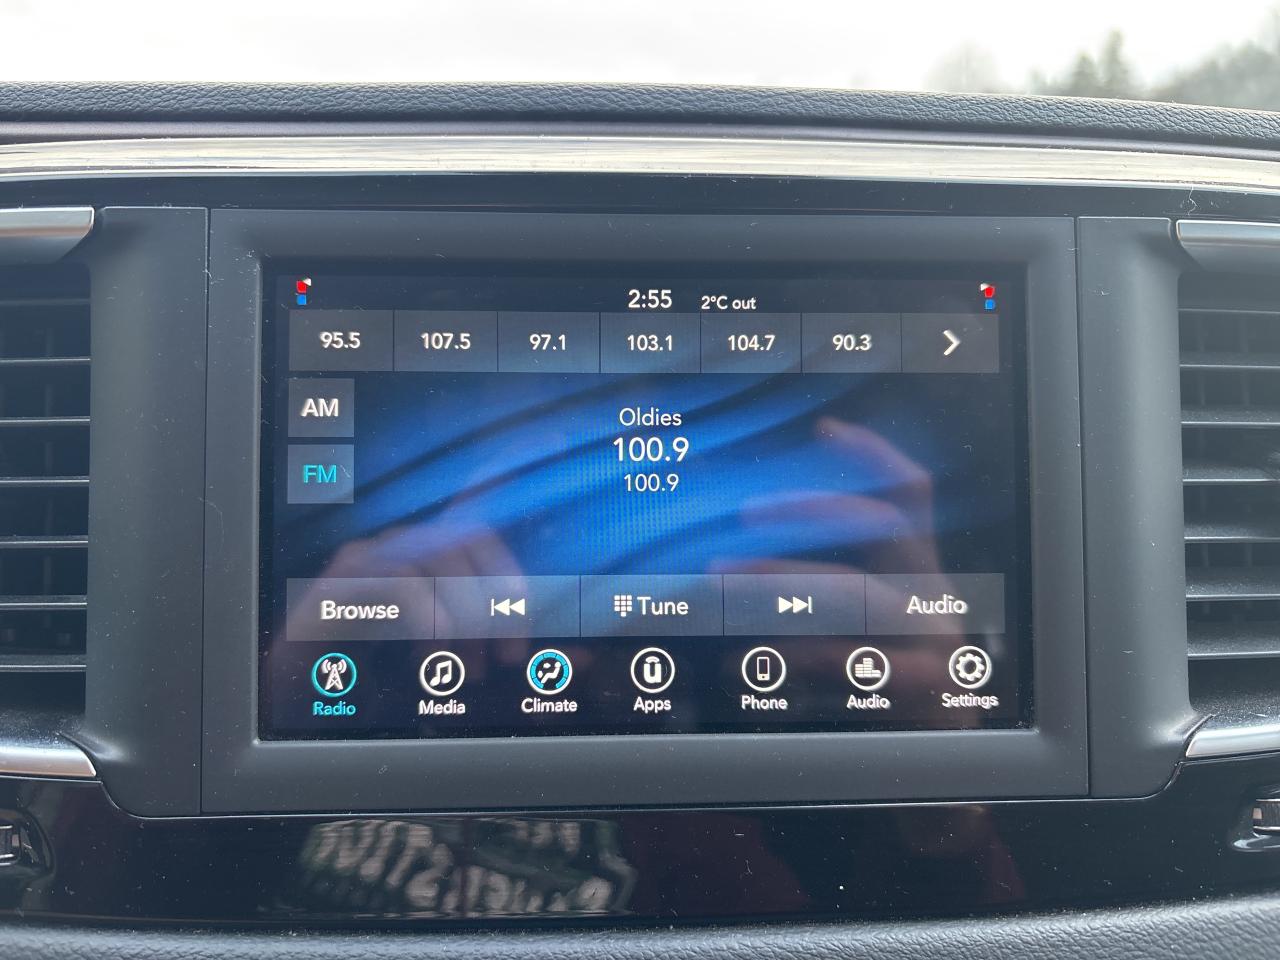 2:55 2°C out
95.5 107.5 97.1 103.1 104.7 90.3
AM
Oldies
100.9
FM
100.9
Browse Tune Audio
Radio Media Climate Apps Phone Audio Settings